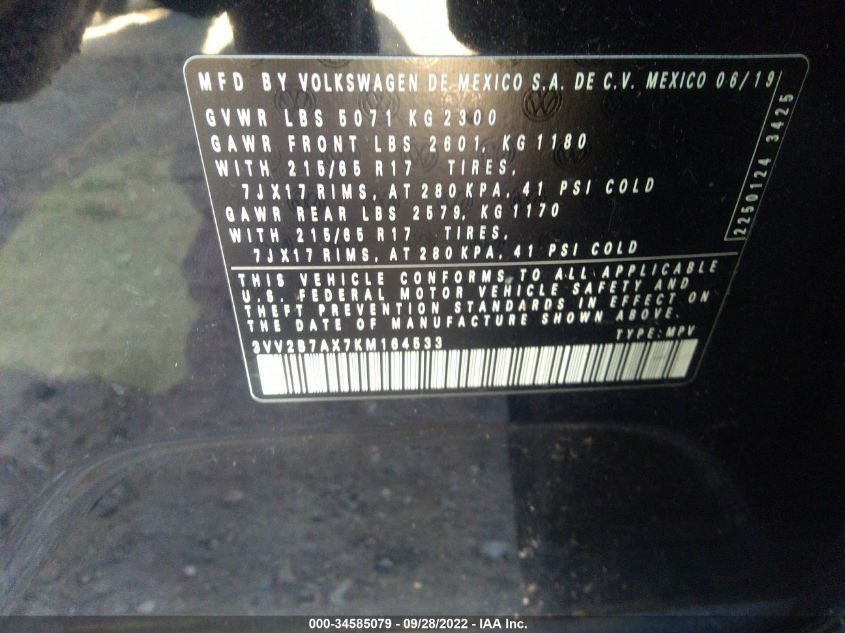 MFD BY VOLKSWAGEN DE MEXICO S.A. DE C.V. MEXICO 06/19
GVWR LBS 5071 KG 2300
GAWR FRONT LBS 2601, KG 1180
WITH 215/65 R17 TIRES,
7JX17 RIMS, AT 280 KPA, 41 PSI COLD
GAWR REAR LBS 2579, KG 1170
WITH 215/65 R17 TIRES,
7JX17 RIMS, AT 280 KPA, 41 PSI COLD
THIS VEHICLE CONFORMS TO ALL APPLICABLE
U.S. FEDERAL MOTOR VEHICLE SAFETY AND
THEFT PREVENTION STANDARDS IN EFFECT ON
THE DATE OF MANUFACTURE SHOWN ABOVE.
3VV2B7AX7KM164533 TYPE: MPV
2250124 3425
000-34585079 - 09/28/2022 - IAA Inc.